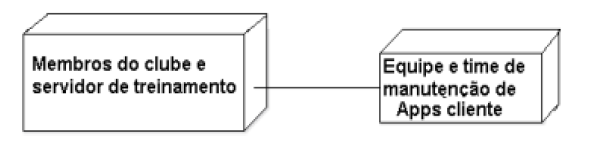 Membros do clube e
servidor de treinamento
Equipe e time de
manutenção de
Apps cliente